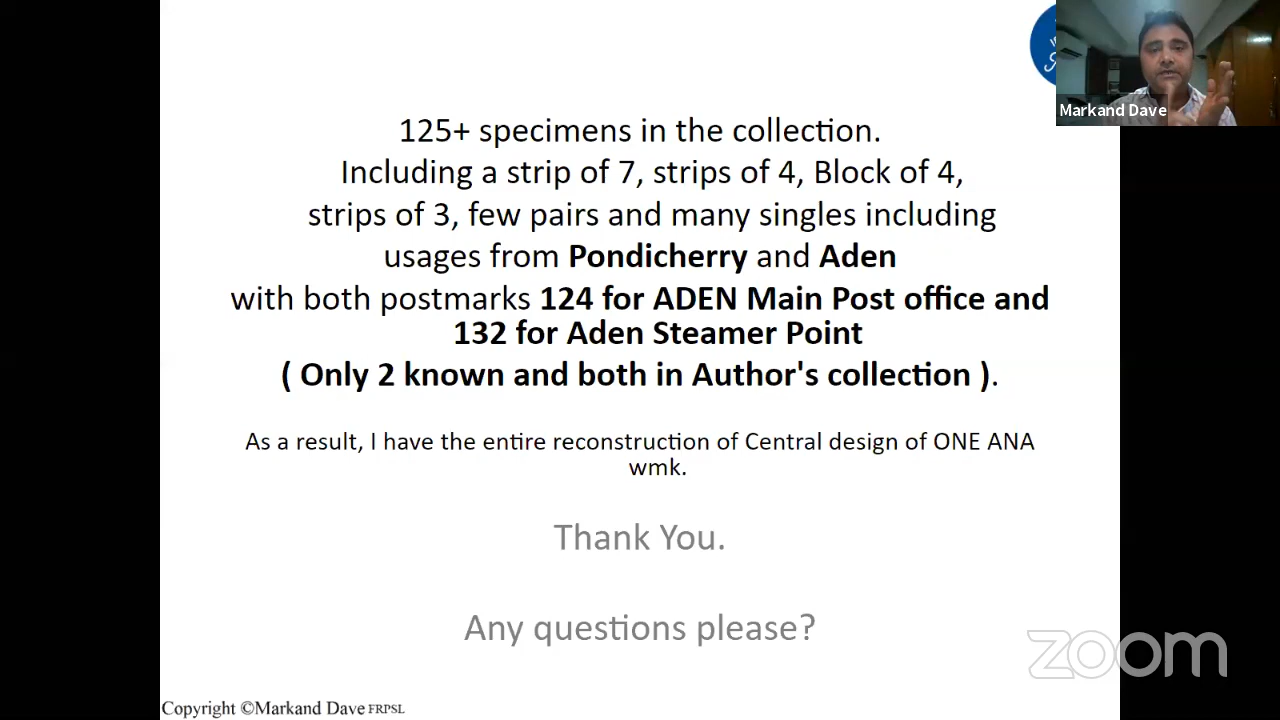 Markand Dave
125+ specimens in the collection.
Including a strip of 7, strips of 4, Block of 4,
strips of 3, few pairs and many singles including
usages from Pondicherry and Aden
with both postmarks 124 for ADEN Main Post office and
132 for Aden Steamer Point
( Only 2 known and both in Author's collection ).
As a result, I have the entire reconstruction of Central design of ONE ANA
wmk.
Thank You.
Any questions please?
zoom
Copyright ©Markand Dave FRPSL